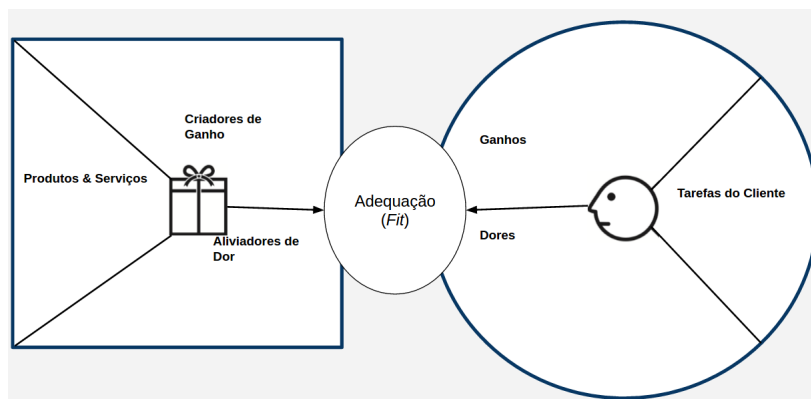 Criadores de
Ganho
Produtos & Serviços
Aliviadores de
Dor
Adequação
(Fit)
Ganhos
Dores
Tarefas do Cliente